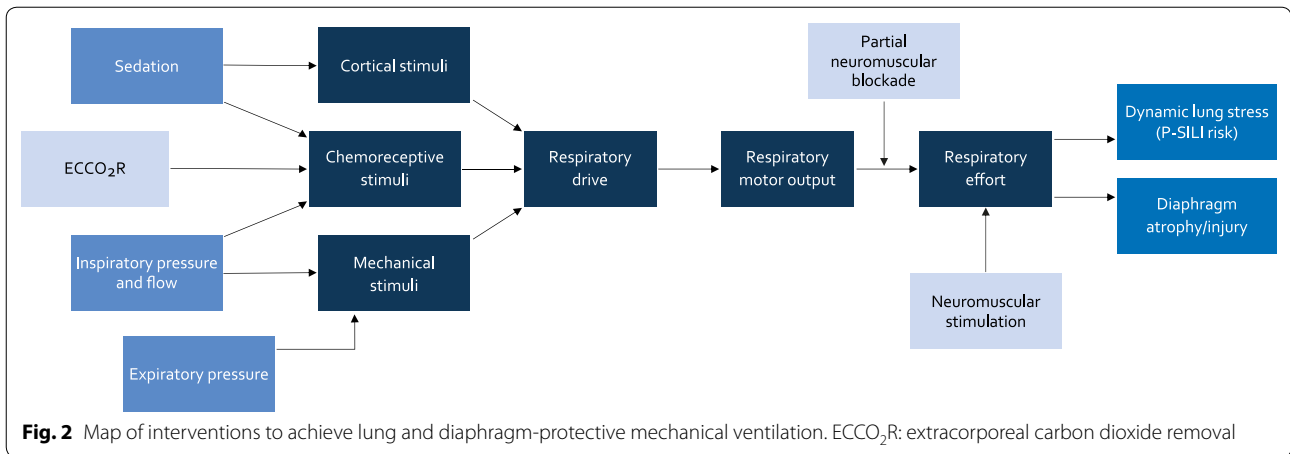 Partial
neuromuscular
blockade
Sedation
Cortical stimuli
Dynamic lung stress
(P-SILI risk)
ECCO₂R
Chemoreceptive
stimuli
Respiratory
drive
Respiratory
motor output
Respiratory
effort
Diaphragm
atrophy/injury
Inspiratory pressure
and flow
Mechanical
stimuli
Neuromuscular
stimulation
Expiratory pressure
Fig. 2 Map of interventions to achieve lung and diaphragm-protective mechanical ventilation. ECCO₂R: extracorporeal carbon dioxide removal